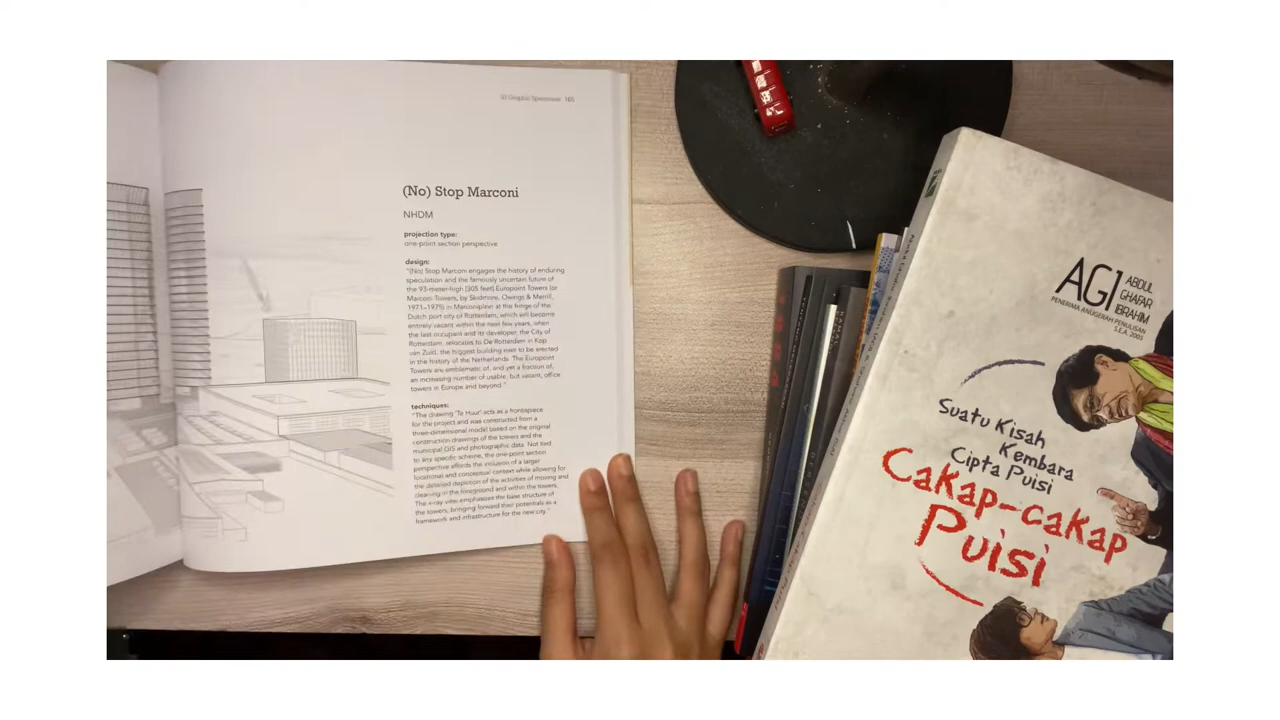 3D Graphic Specimens 165
(No) Stop Marconi
NHDM
projection type:
one-point section perspective
design:
"(No) Stop Marconi engages the history of enduring
speculation and the famously uncertain future of
the 93-meter-high [305 feet] Europoint Towers (or
Marconi Towers, by Skidmore, Owings & Merrill,
1971–1975) in Marconiplein at the fringe of the
Dutch port city of Rotterdam, which will become
entirely vacant within the next few years, when
the last occupant and its developer, the City of
Rotterdam, relocates to De Rotterdam in Kop
van Zuid, the biggest building ever to be erected
in the history of the Netherlands. The Europoint
Towers are emblematic of, and yet a fraction of,
an increasing number of usable, but vacant, office
towers in Europe and beyond."
techniques:
"The drawing 'Te Huur' acts as a frontispiece
for the project and was constructed from a
three-dimensional model based on the original
construction drawings of the towers and the
municipal GIS and photographic data. Not tied
to any specific scheme, the one-point section
perspective affords the inclusion of a larger
locational and conceptual context while allowing for
the detailed depiction of the activities of moving and
cleaning in the foreground and within the towers.
The x-ray view emphasizes the base structure of
the towers, bringing forward their potentials as a
framework and infrastructure for the new city."
AGI ABDUL
GHAFAR
IBRAHIM
PENERIMA ANUGERAH PENULISAN
S.E.A. 2005
Suatu Kisah
Kembara
Cipta Puisi
Cakap-cakap
Puisi